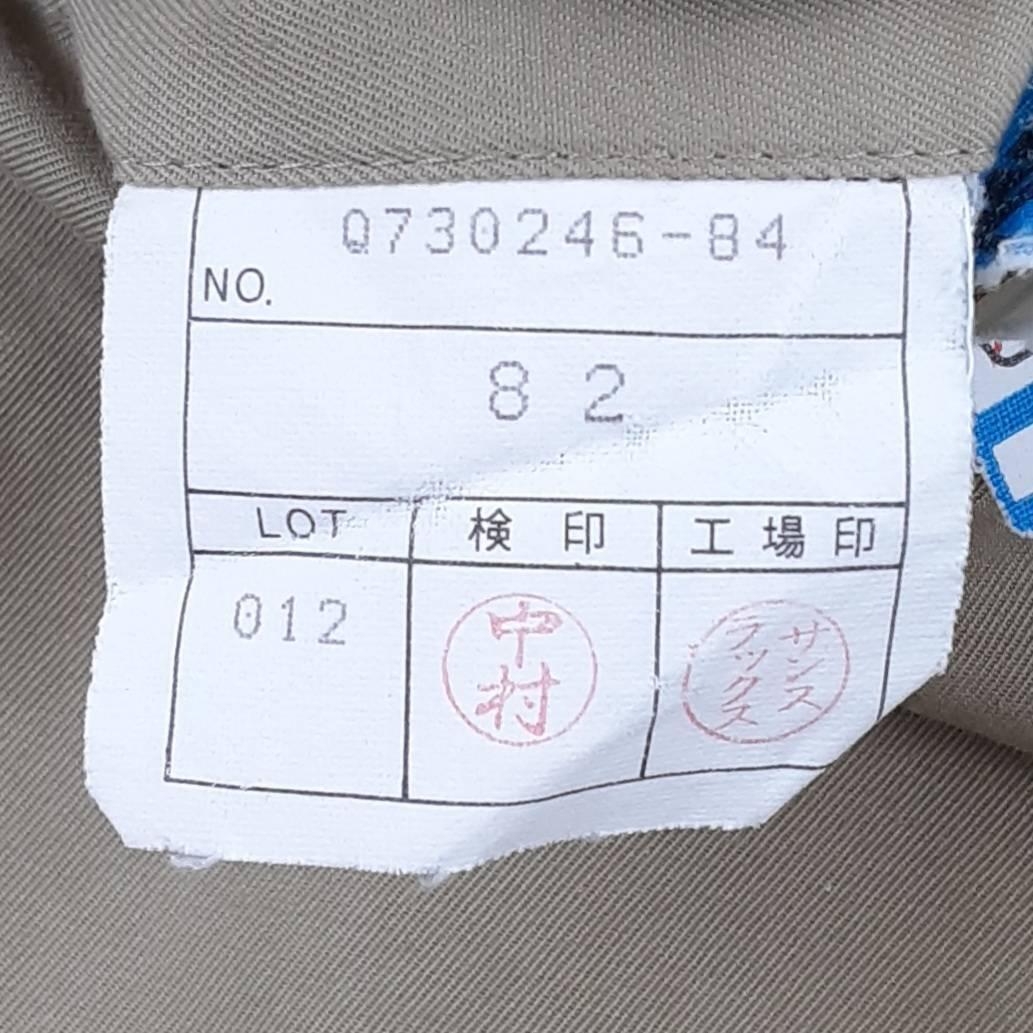 Q730246-84
NO.
82
LOT 検印 工場印
012
中村
サンス
ラックス